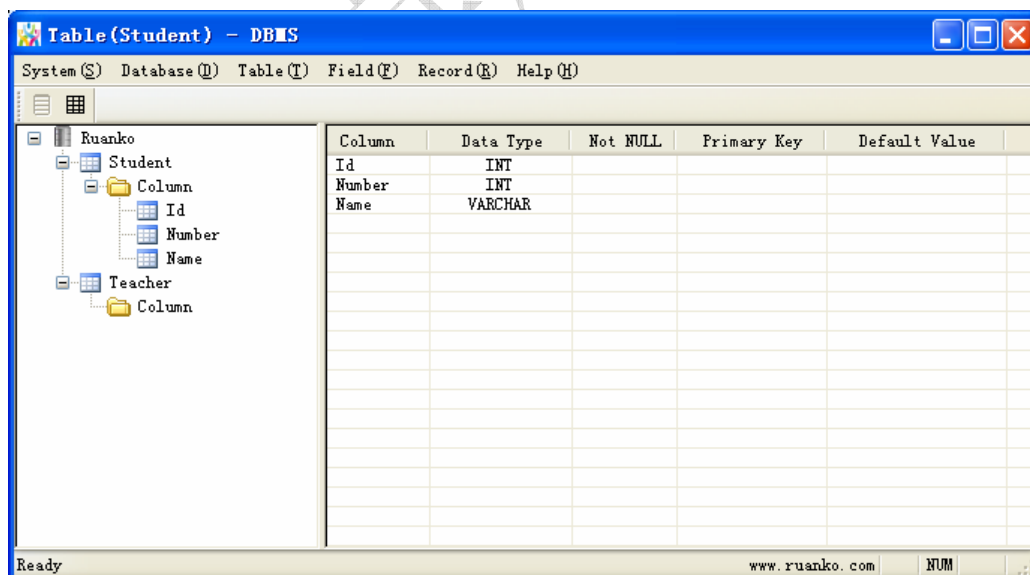 Table(Student) - DBMS
System(S) Database(D) Table(T) Field(F) Record(R) Help(H)
Ruanko
Student
Column
Id
Number
Name
Teacher
Column
Column Data Type Not NULL Primary Key Default Value
Id INT
Number INT
Name VARCHAR
Ready www.ruanko.com NUM